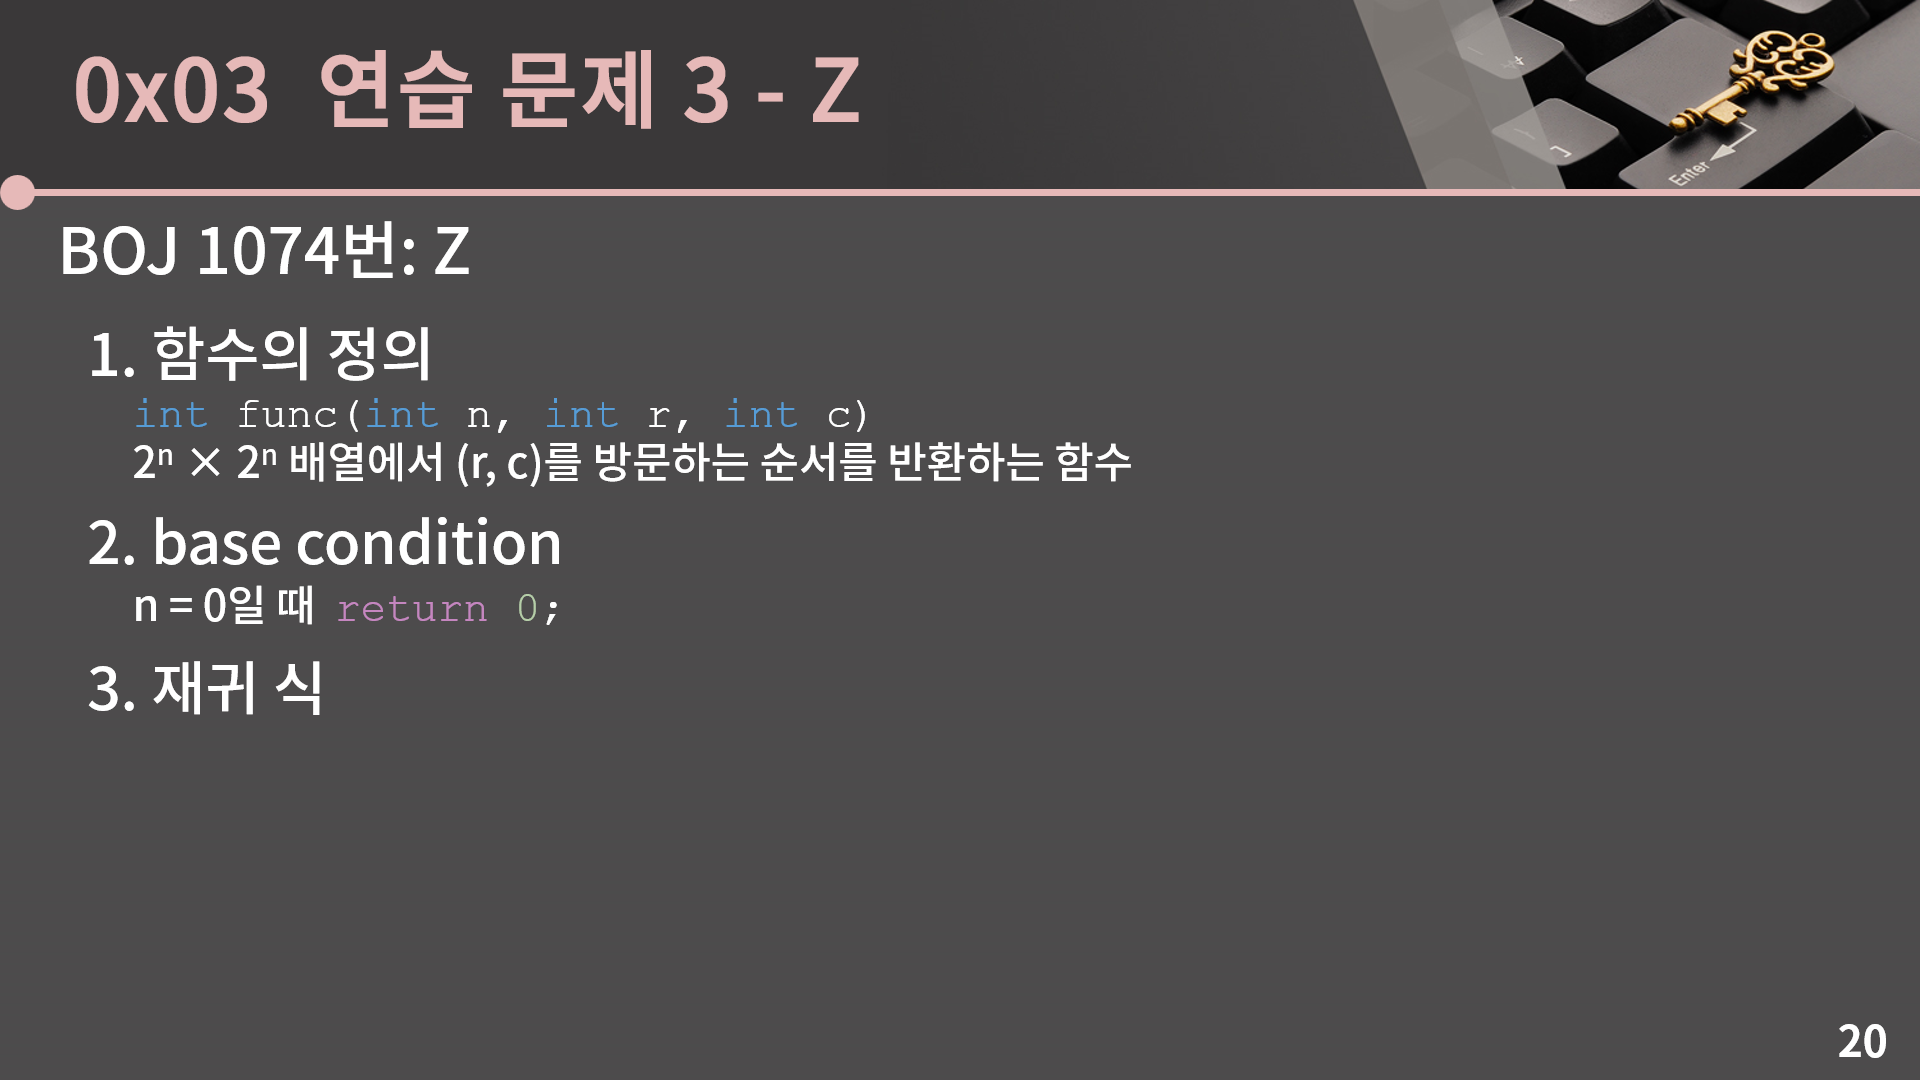 0x03 연습 문제 3 - Z
Enter
BOJ 1074번: Z
1. 함수의 정의
int func(int n, int r, int c)
2ⁿ × 2ⁿ 배열에서 (r, c)를 방문하는 순서를 반환하는 함수
2. base condition
n = 0일 때 return 0;
3. 재귀 식
20